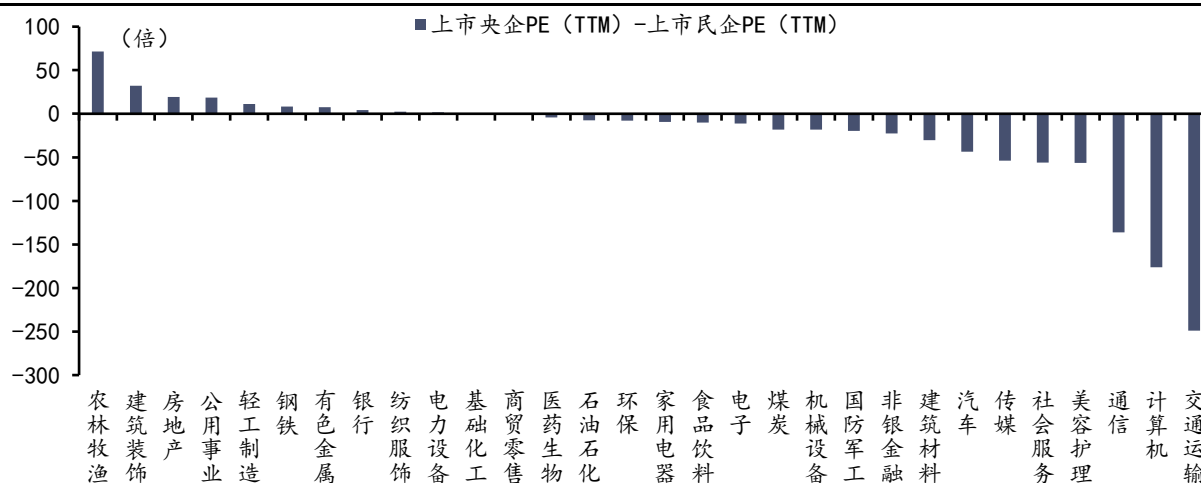 (倍)
■上市央企PE（TTM）-上市民企PE（TTM）
100
50
0
-50
-100
-150
-200
-250
-300
农林牧渔
建筑装饰
房地产
公用事业
轻工制造
钢铁
有色金属
银行
纺织服饰
电力设备
基础化工
商贸零售
医药生物
石油石化
环保
家用电器
食品饮料
电子
煤炭
机械设备
国防军工
非银金融
建筑材料
汽车
传媒
社会服务
美容护理
通信
计算机
交通运输